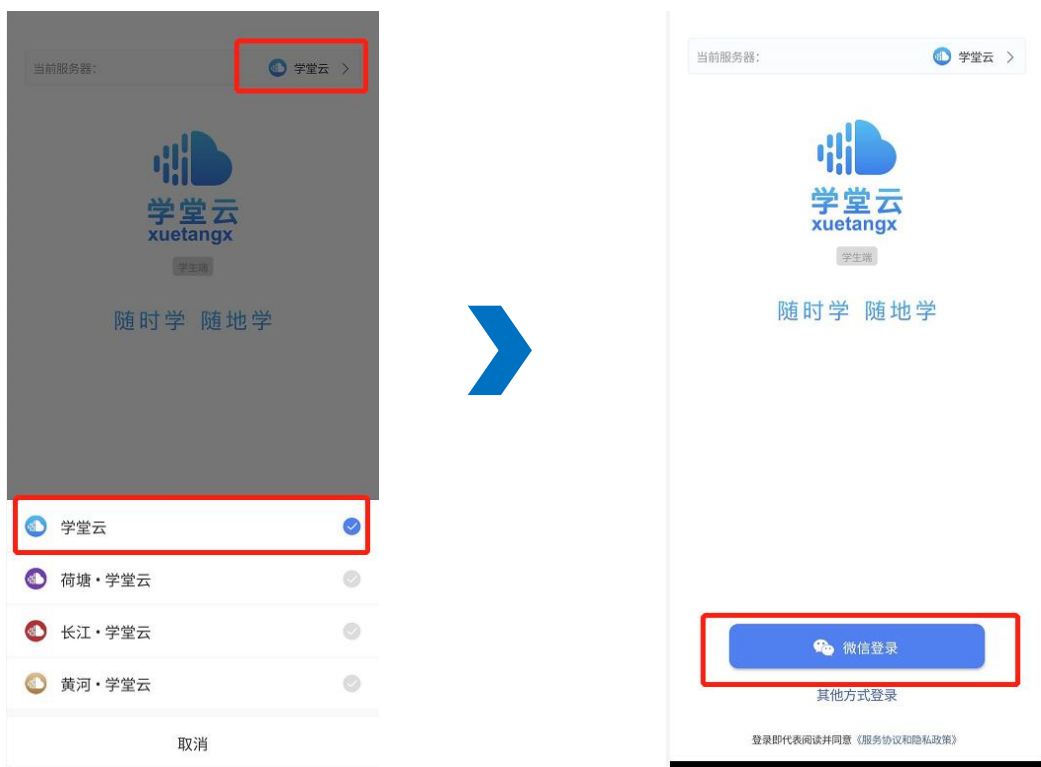 当前服务器：
学堂云
学堂云
xuetangx
学生端
随时学 随地学
学堂云
荷塘·学堂云
长江·学堂云
黄河·学堂云
取消
当前服务器：
学堂云
学堂云
xuetangx
学生端
随时学 随地学
微信登录
其他方式登录
登录即代表阅读并同意《服务协议和隐私政策》